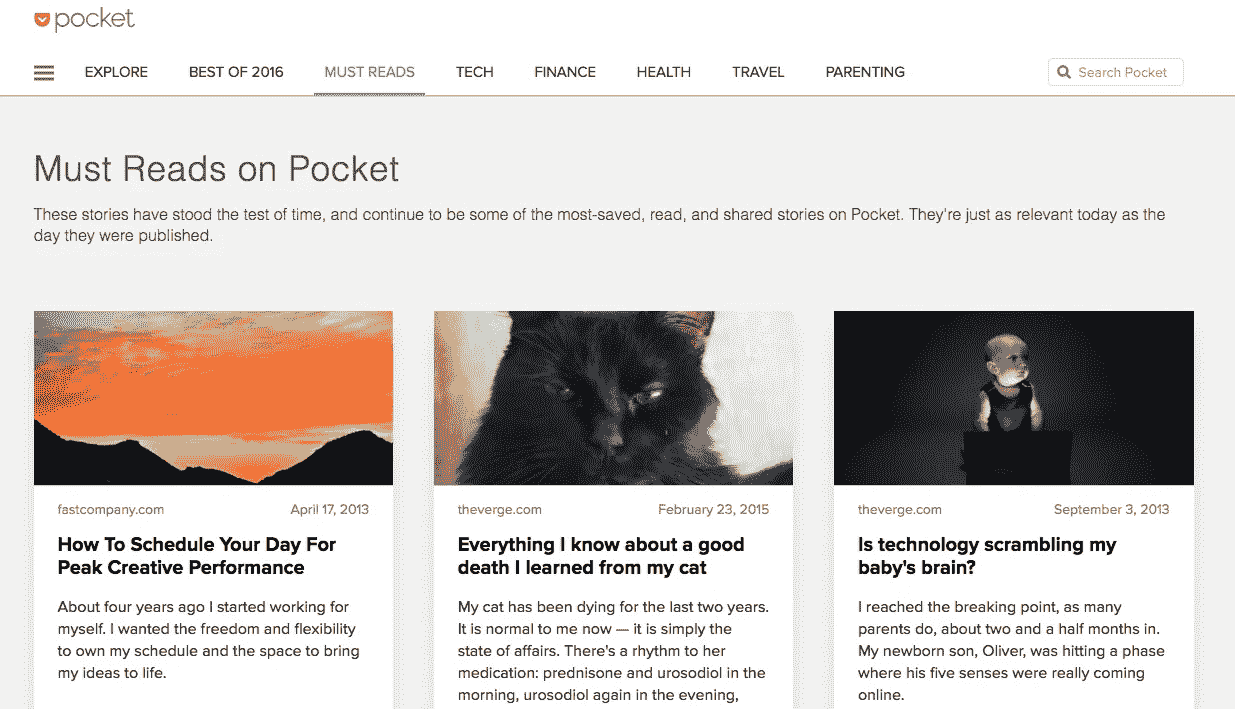 pocket
EXPLORE BEST OF 2016 MUST READS TECH FINANCE HEALTH TRAVEL PARENTING Search Pocket
Must Reads on Pocket
These stories have stood the test of time, and continue to be some of the most-saved, read, and shared stories on Pocket. They're just as relevant today as the
day they were published.
fastcompany.com April 17, 2013
How To Schedule Your Day For
Peak Creative Performance
About four years ago I started working for
myself. I wanted the freedom and flexibility
to own my schedule and the space to bring
my ideas to life.
theverge.com February 23, 2015
Everything I know about a good
death I learned from my cat
My cat has been dying for the last two years.
It is normal to me now — it is simply the
state of affairs. There's a rhythm to her
medication: prednisone and urosodiol in the
morning, urosodiol again in the evening,
theverge.com September 3, 2013
Is technology scrambling my
baby's brain?
I reached the breaking point, as many
parents do, about two and a half months in.
My newborn son, Oliver, was hitting a phase
where his five senses were really coming
online.